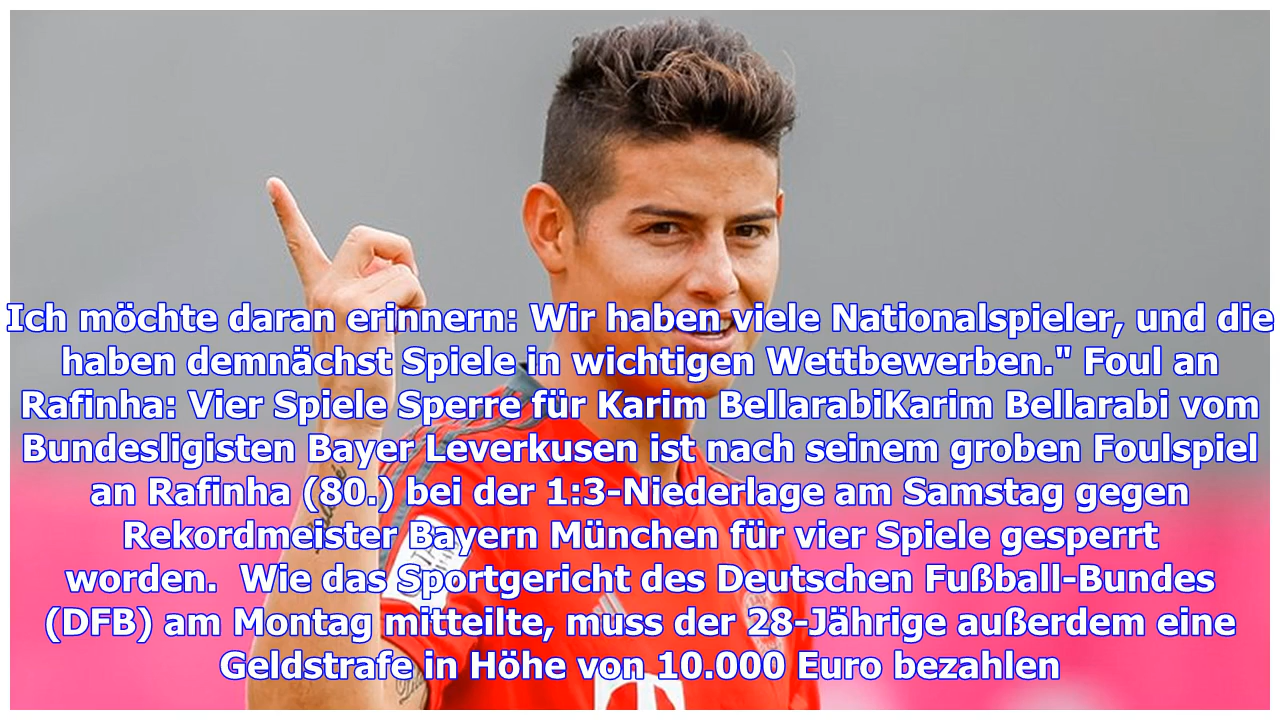 Ich möchte daran erinnern: Wir haben viele Nationalspieler, und die
haben demnächst Spiele in wichtigen Wettbewerben." Foul an
Rafinha: Vier Spiele Sperre für Karim BellarabiKarim Bellarabi vom
Bundesligisten Bayer Leverkusen ist nach seinem groben Foulspiel
an Rafinha (80.) bei der 1:3-Niederlage am Samstag gegen
Rekordmeister Bayern München für vier Spiele gesperrt
worden.  Wie das Sportgericht des Deutschen Fußball-Bundes
(DFB) am Montag mitteilte, muss der 28-Jährige außerdem eine
Geldstrafe in Höhe von 10.000 Euro bezahlen